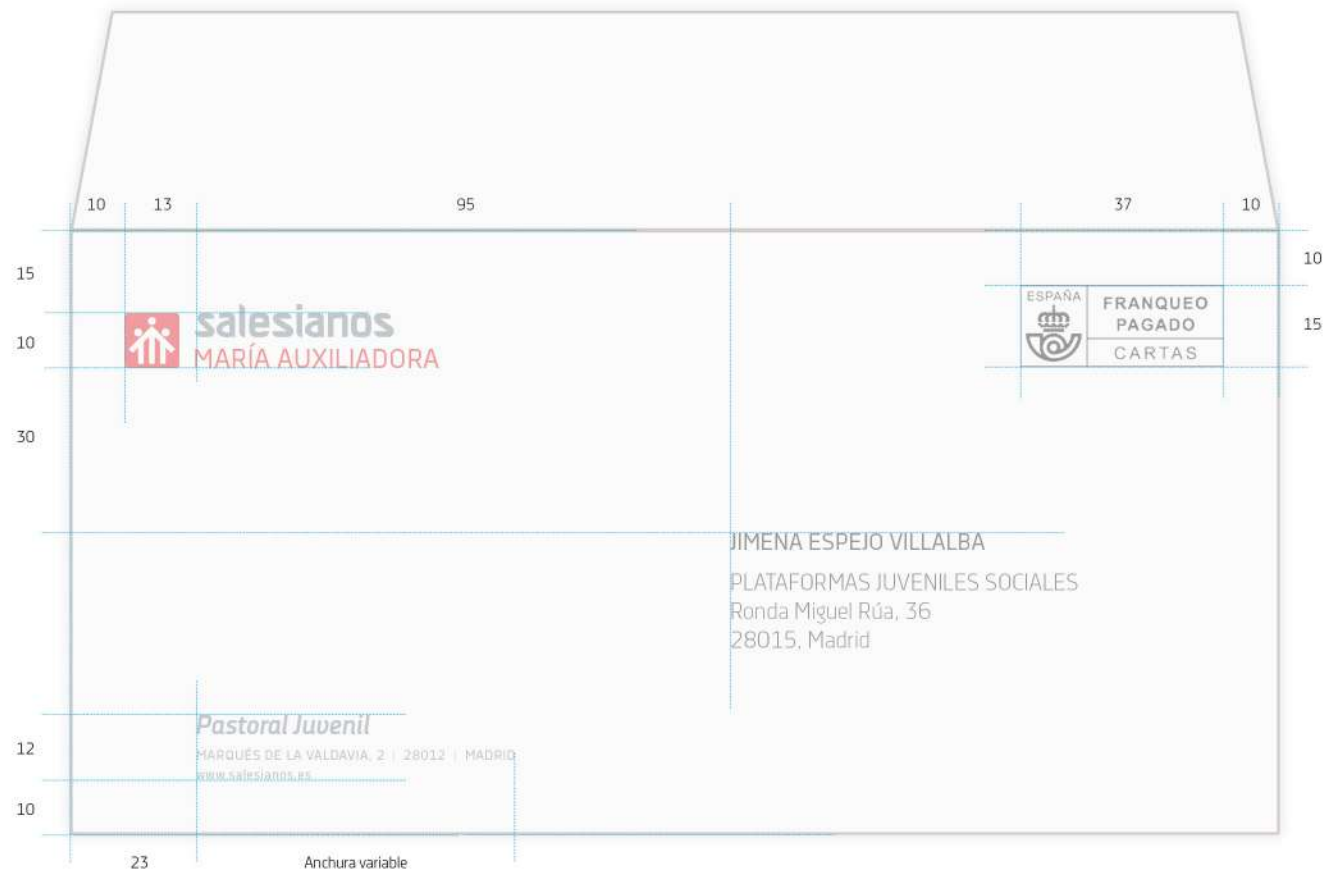 10 13 95 37 10
15
10
30
12
10
10
15
salesianos
MARÍA AUXILIADORA
ESPAÑA
FRANQUEO
PAGADO
CARTAS
JIMENA ESPEJO VILLALBA
PLATAFORMAS JUVENILES SOCIALES
Ronda Miguel Rúa, 36
28015, Madrid
Pastoral Juvenil
MARQUÉS DE LA VALDAVIA, 2 | 28012 | MADRID
www.salesianos.es
23 Anchura variable